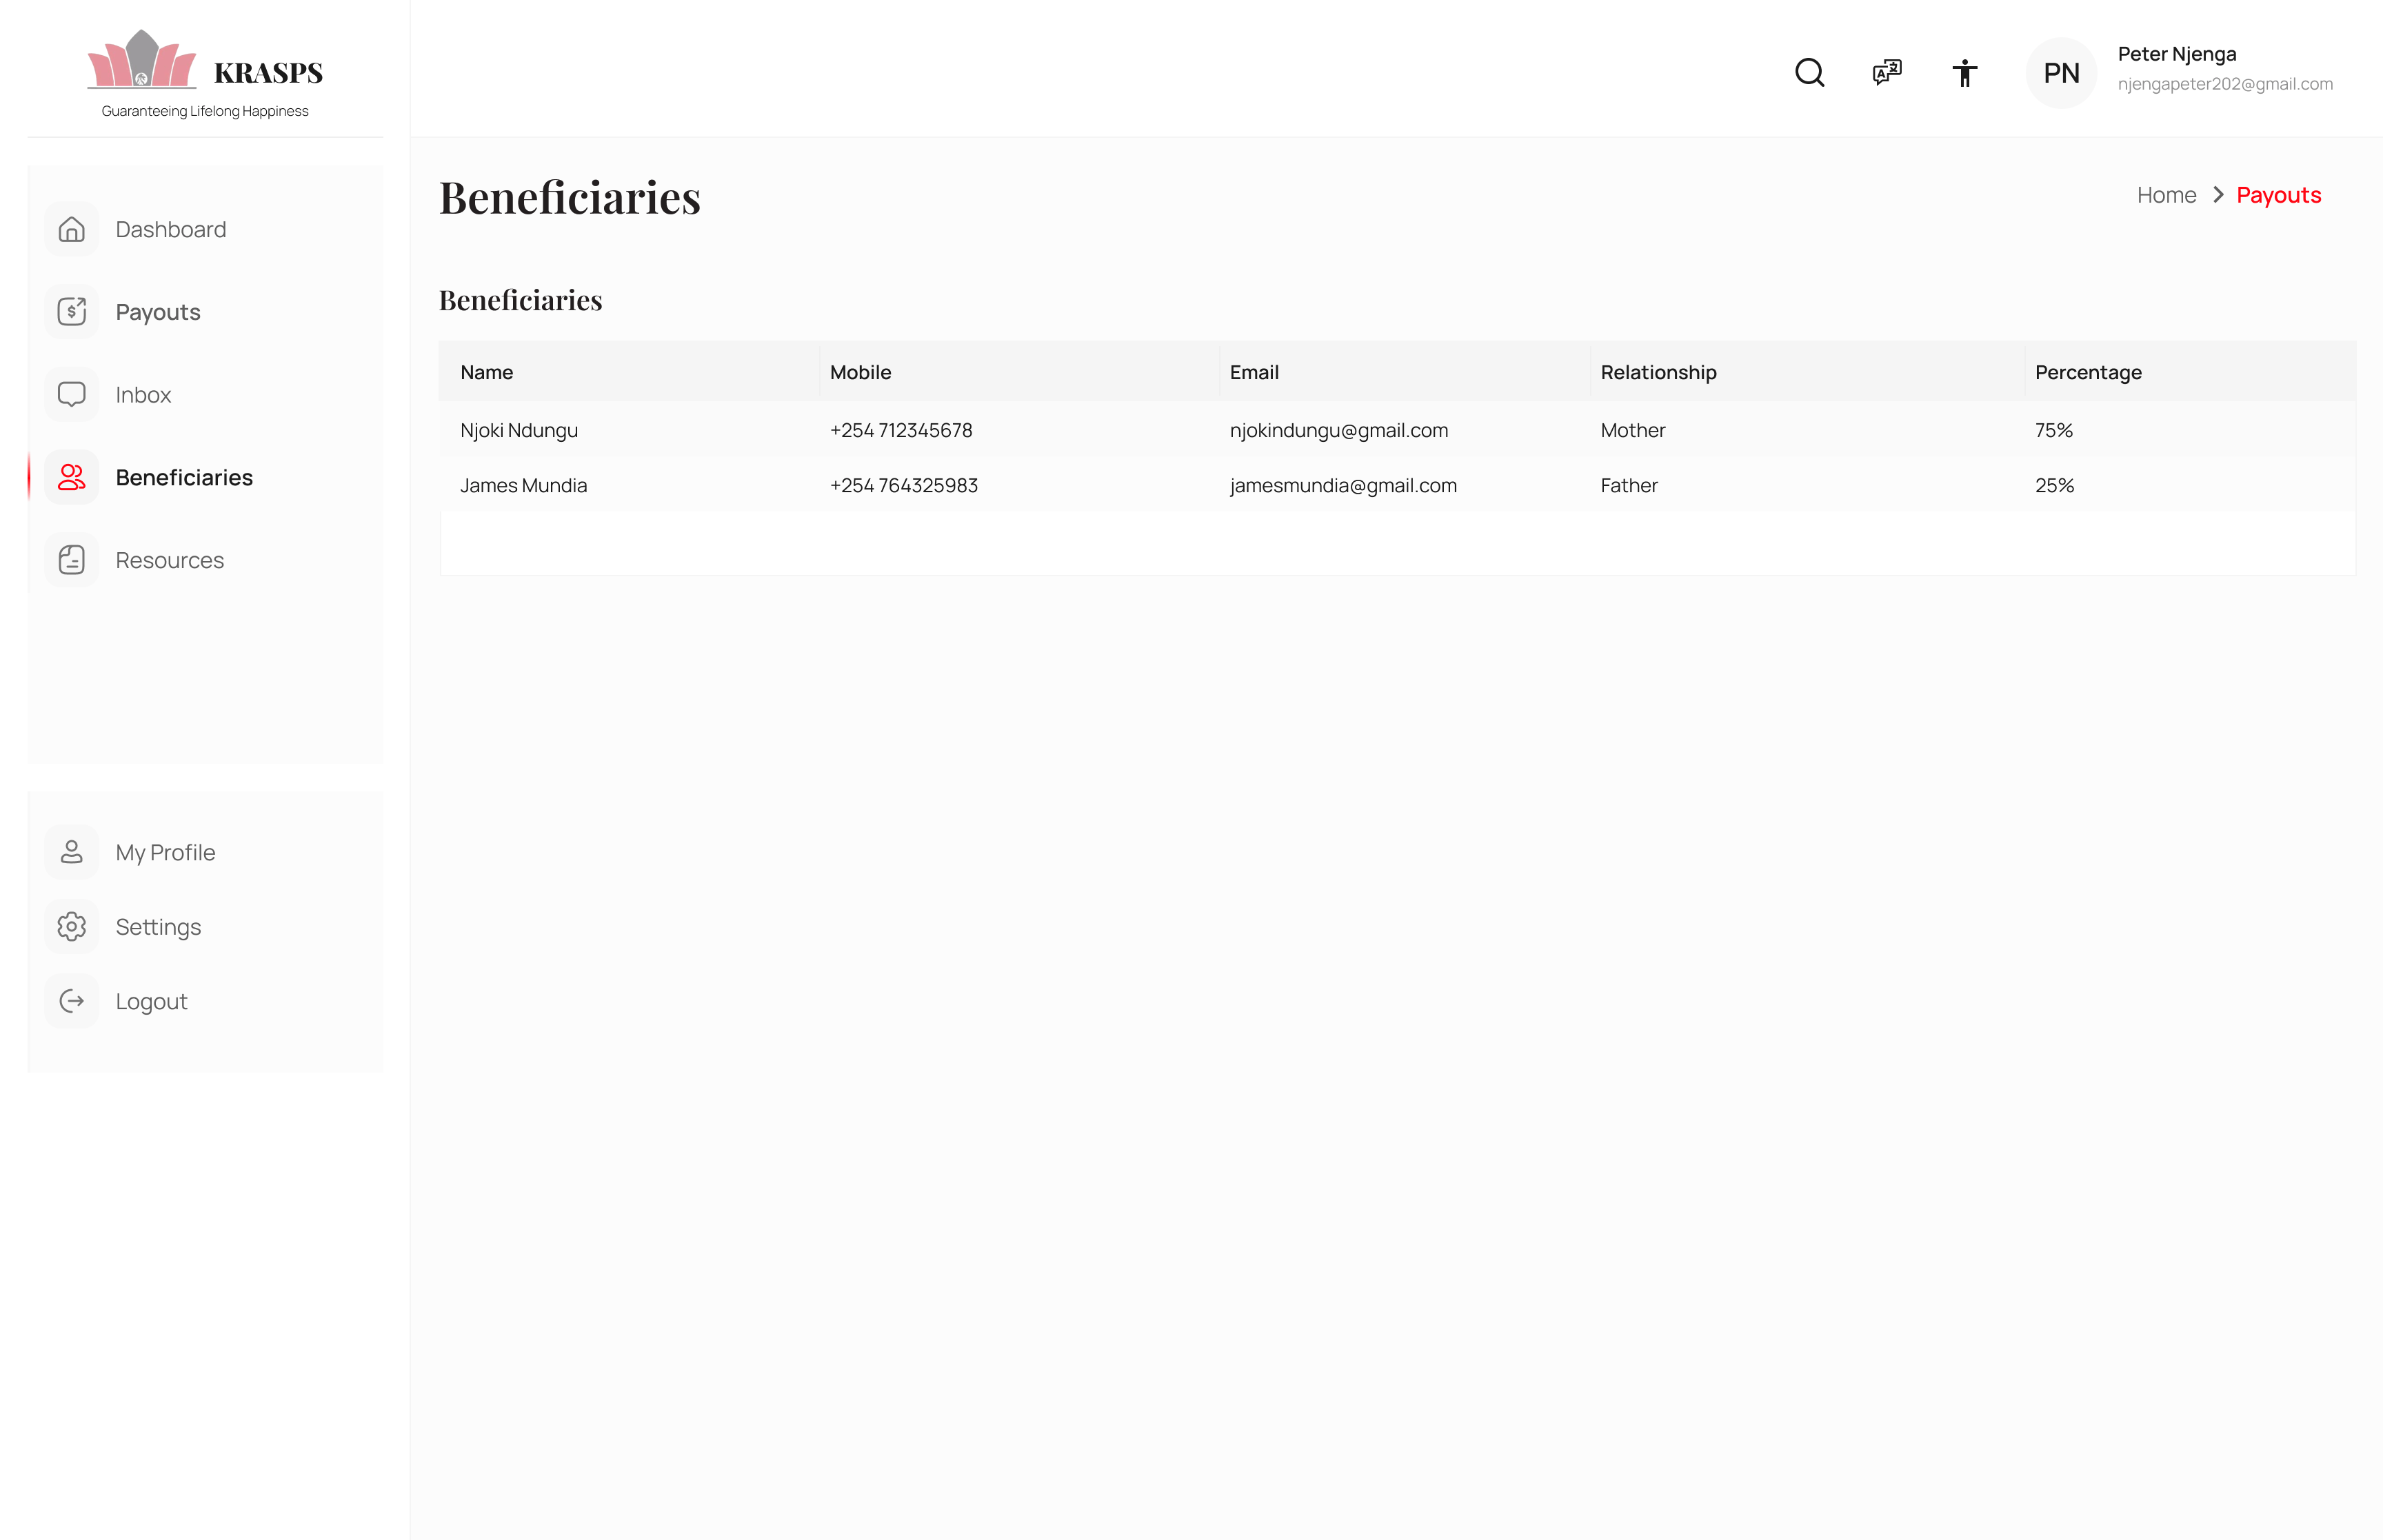 KRASPS
Guaranteeing Lifelong Happiness
PN
Peter Njenga
njengapeter202@gmail.com
Dashboard
Payouts
Inbox
Beneficiaries
Resources
My Profile
Settings
Logout
Beneficiaries
Home > Payouts
Beneficiaries
Name Mobile Email Relationship Percentage
Njoki Ndungu +254 712345678 njokindungu@gmail.com Mother 75%
James Mundia +254 764325983 jamesmundia@gmail.com Father 25%